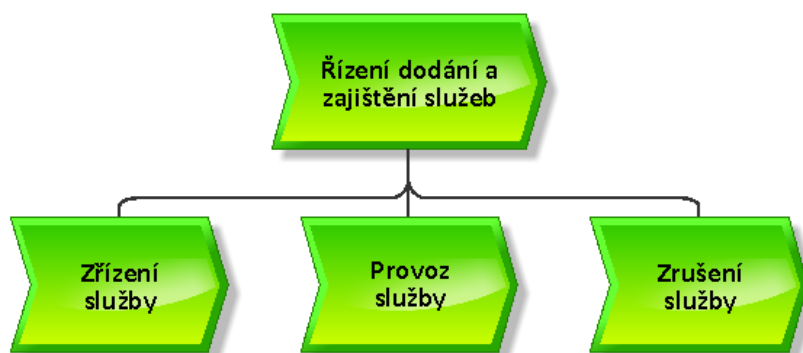 Řízení dodání a
zajištění služeb
Zřízení
služby
Provoz
služby
Zrušení
služby